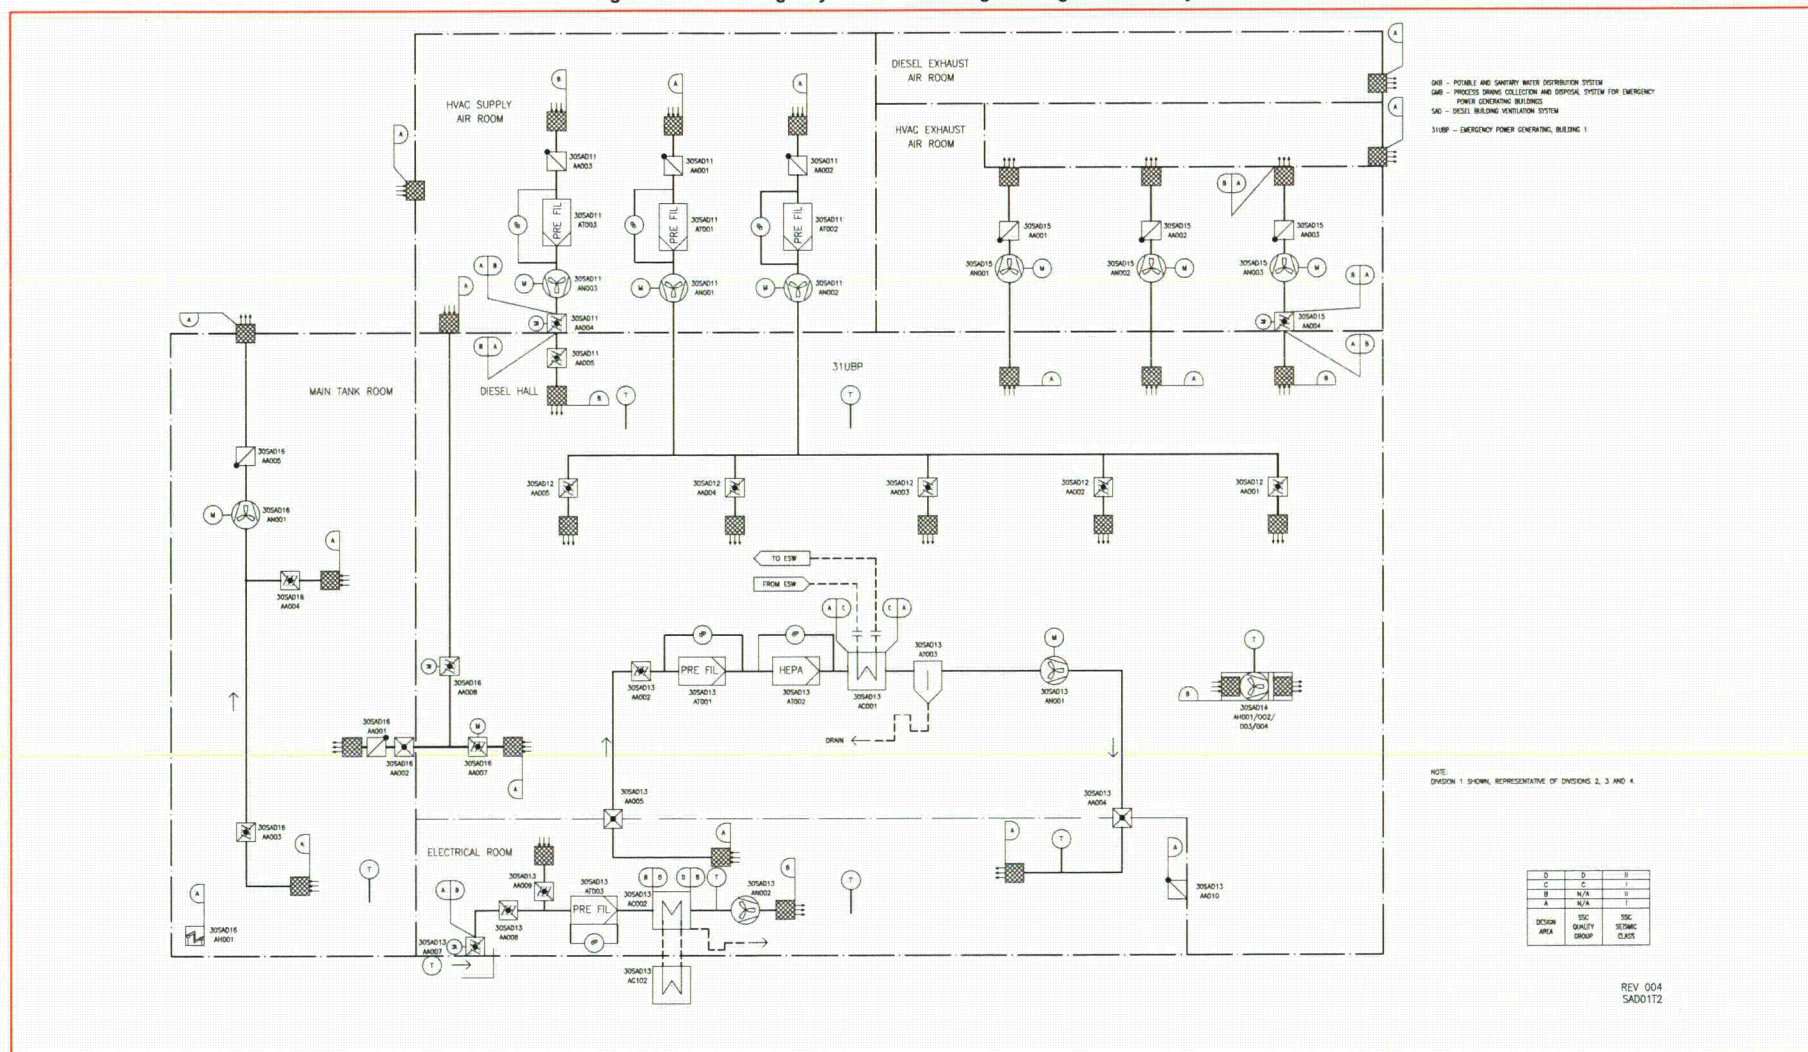 DIESEL EXHAUST
AIR ROOM
HVAC SUPPLY
AIR ROOM
HVAC EXHAUST
AIR ROOM
GKB - POTABLE AND SANITARY WATER DISTRIBUTION SYSTEM
GMB - PROCESS DRAINS COLLECTION AND DISPOSAL SYSTEM FOR EMERGENCY
POWER GENERATING BUILDINGS
SAD - DIESEL BUILDING VENTILATION SYSTEM
31UBP - EMERGENCY POWER GENERATING, BUILDING 1
A
A
B
A
A
A
30SAD11
AA003
30SAD11
AA001
30SAD11
AA002
PRE FIL
30SAD11
AT003
PRE FIL
30SAD11
AT001
PRE FIL
30SAD11
AT002
B A
30SAD15
AA001
30SAD15
AA002
30SAD15
AA003
A B
M
30SAD11
AN003
M
30SAD11
AN001
M
30SAD11
AN002
30SAD15
AN001
M
30SAD15
AN002
M
30SAD15
AN003
M
B A
A
A
30SAD11
AA004
30SAD15
AA004
B A
30SAD11
AA005
A B
MAIN TANK ROOM
DIESEL HALL
B
T
31UBP
T
A
A
B
30SAD16
AA005
30SAD12
AA005
30SAD12
AA004
30SAD12
AA003
30SAD12
AA002
30SAD12
AA001
M
30SAD16
AN001
A
30SAD16
AA004
TO ESW
FROM ESW
A C
C A
dP
dP
30SAD13
AT003
M
T
30SAD16
AA008
30SAD13
AA002
PRE FIL
30SAD13
AT001
HEPA
30SAD13
AT002
30SAD13
AC001
30SAD13
AN001
B
30SAD14
AH001/002/
003/004
DRAIN
30SAD16
AA001
30SAD16
AA002
M
30SAD16
AA007
A
NOTE:
DIVISION 1 SHOWN, REPRESENTATIVE OF DIVISIONS 2, 3 AND 4.
30SAD13
AA005
30SAD13
AA004
30SAD16
AA003
A
ELECTRICAL ROOM
A
A
T
A
T
30SAD13
AA009
30SAD13
AT003
PRE FIL
dP
30SAD13
AC002
B D
D B
T
30SAD13
AN002
B
T
30SAD13
AA010
A
A B
30SAD13
AA008
30SAD13
AA007
T
30SAD16
AH001
30SAD13
AC102
D D II
C C I
B N/A II
A N/A I
DESIGN AREA
SSC QUALITY GROUP
SSC SEISMIC CLASS
REV 004
SAD01T2